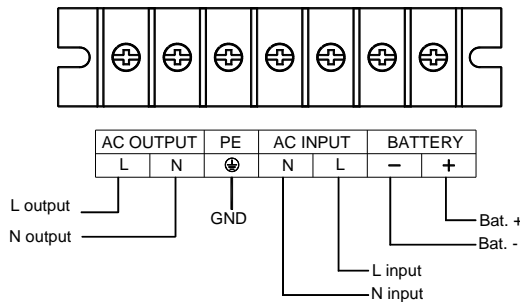 AC OUTPUT PE AC INPUT BATTERY
L N N L − +
L output
N output
GND
Bat. +
Bat. -
L input
N input